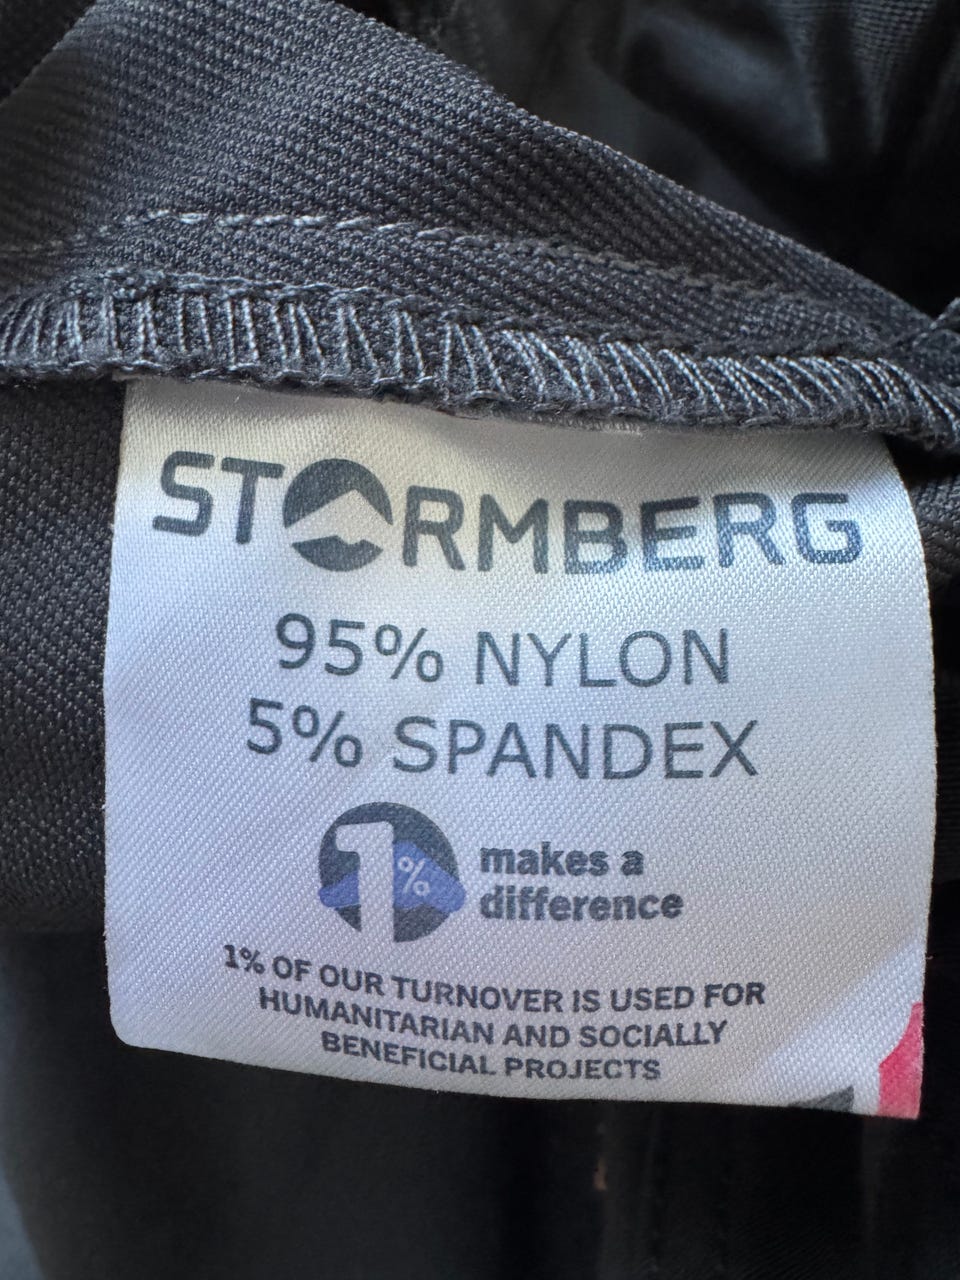 STORMBERG
95% NYLON
5% SPANDEX
1%
makes a
difference
1% OF OUR TURNOVER IS USED FOR
HUMANITARIAN AND SOCIALLY
BENEFICIAL PROJECTS